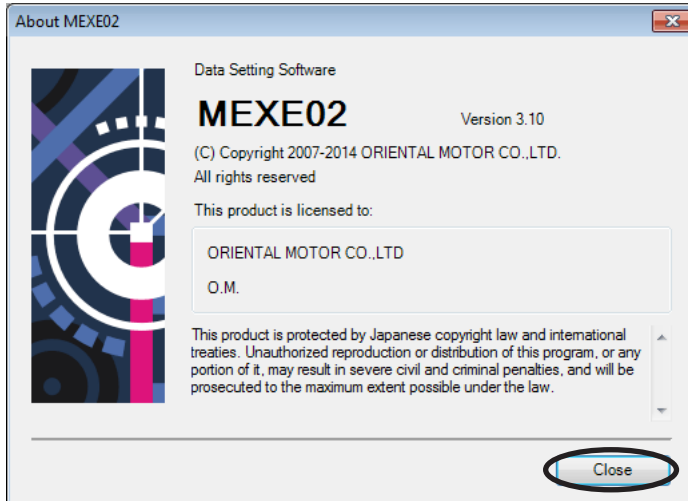 About MEXE02
Data Setting Software
MEXE02 Version 3.10
(C) Copyright 2007-2014 ORIENTAL MOTOR CO.,LTD.
All rights reserved
This product is licensed to:
ORIENTAL MOTOR CO.,LTD
O.M.
This product is protected by Japanese copyright law and international
treaties. Unauthorized reproduction or distribution of this program, or any
portion of it, may result in severe civil and criminal penalties, and will be
prosecuted to the maximum extent possible under the law.
Close